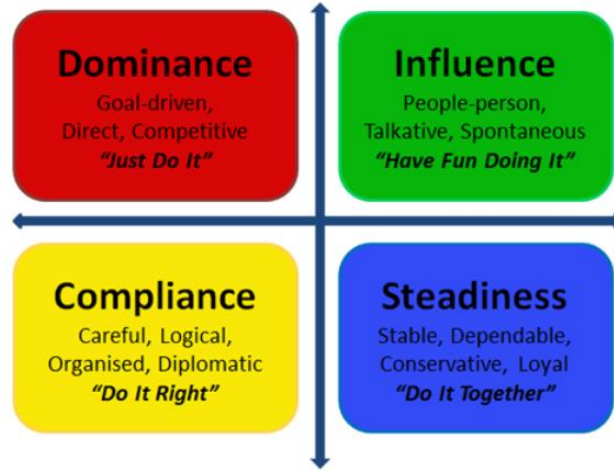 Dominance
Goal-driven,
Direct, Competitive
“Just Do It”
Influence
People-person,
Talkative, Spontaneous
“Have Fun Doing It”
Compliance
Careful, Logical,
Organised, Diplomatic
“Do It Right”
Steadiness
Stable, Dependable,
Conservative, Loyal
“Do It Together”